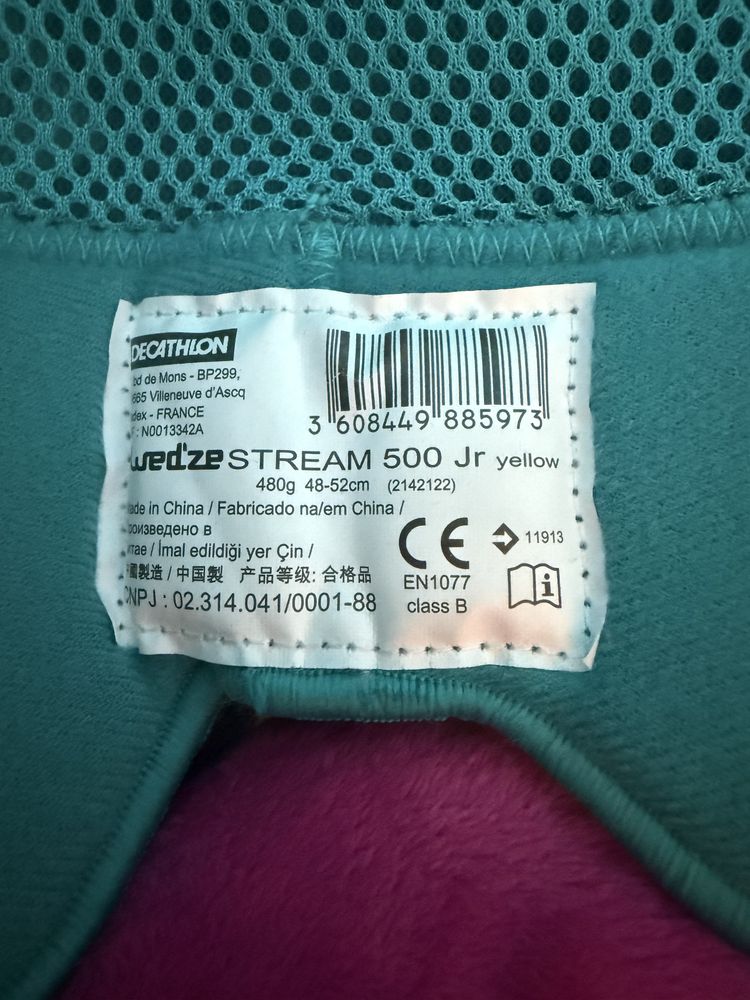 DECATHLON
bd de Mons - BP299,
665 Villeneuve d'Ascq
dex - FRANCE
: N0013342A
3 608449 885973
wed'ze STREAM 500 Jr yellow
480g 48-52cm (2142122)
ade in China / Fabricado na/em China /
роизведено в
итае / İmal edildiği yer Çin /
國製造 / 中国製 产品等级: 合格品
CNPJ : 02.314.041/0001-88
CE
11913
EN1077
class B
i